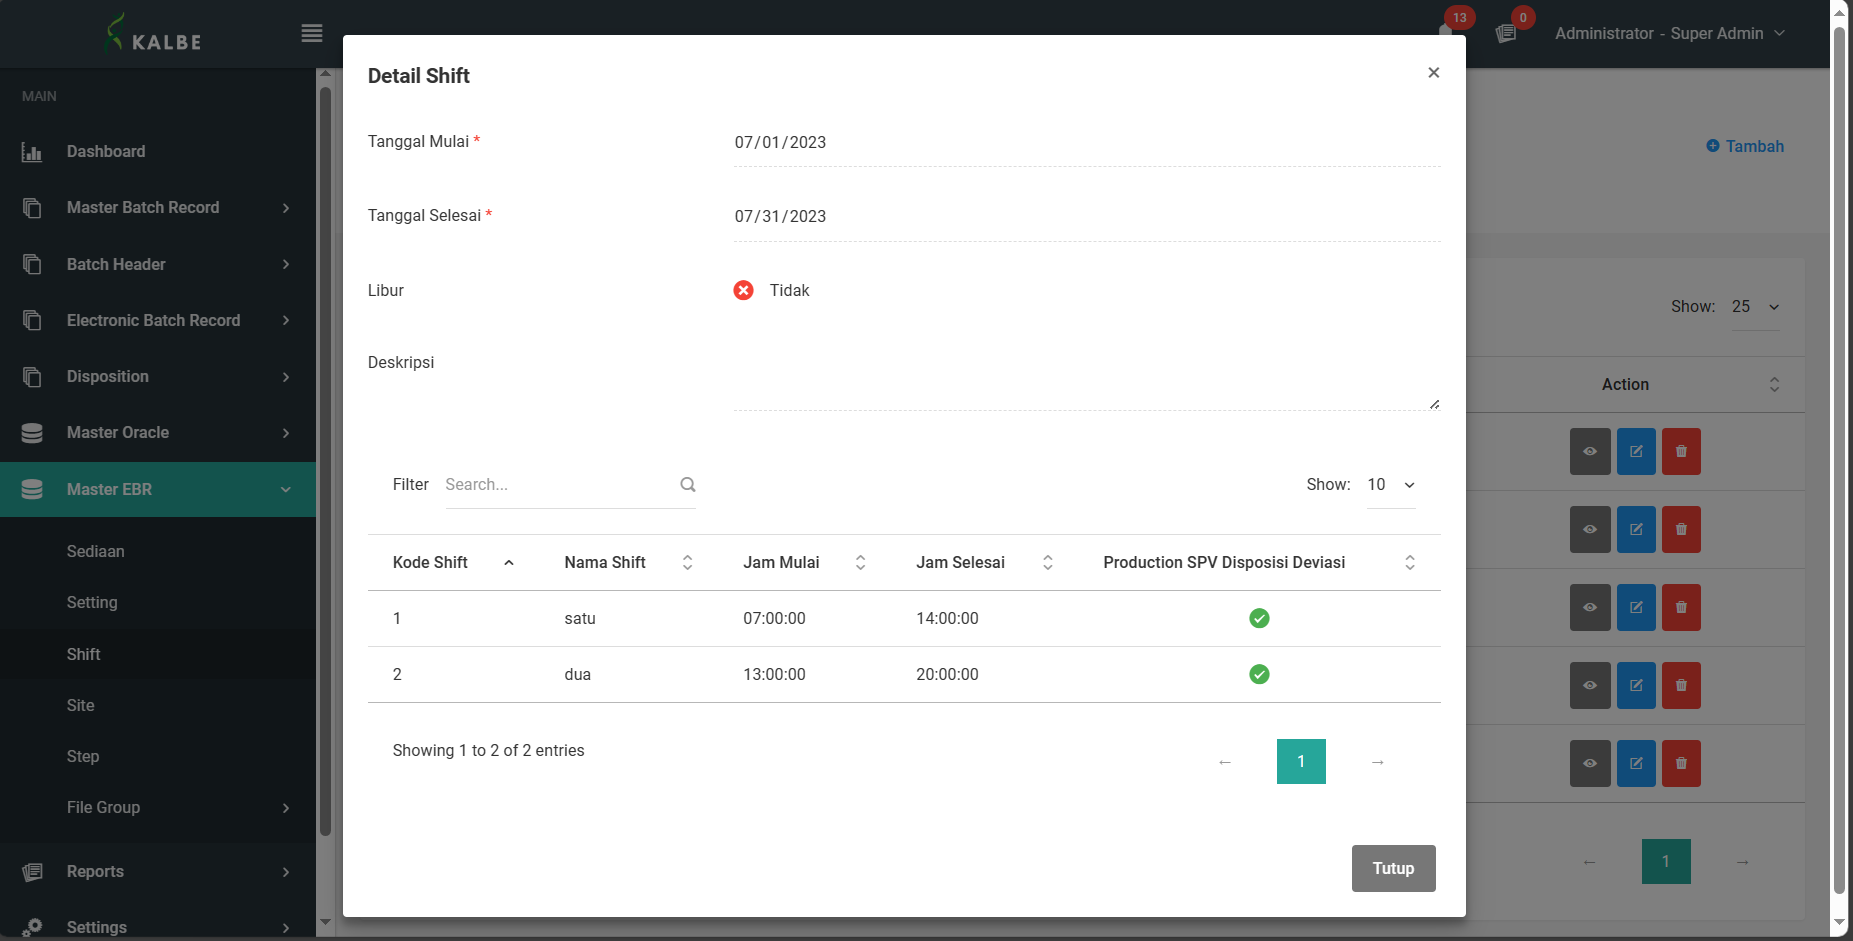 KALBE
13
0
Administrator - Super Admin
MAIN
Dashboard
Master Batch Record
Batch Header
Electronic Batch Record
Disposition
Master Oracle
Master EBR
Sediaan
Setting
Shift
Site
Step
File Group
Reports
Settings
Detail Shift
×
Tanggal Mulai *
07/01/2023
Tanggal Selesai *
07/31/2023
Libur
Tidak
Deskripsi
Filter Search...
Show: 10
Kode Shift Nama Shift Jam Mulai Jam Selesai Production SPV Disposisi Deviasi
1 satu 07:00:00 14:00:00
2 dua 13:00:00 20:00:00
Showing 1 to 2 of 2 entries
← 1 →
Tutup
Tambah
Show: 25
Action
← 1 →